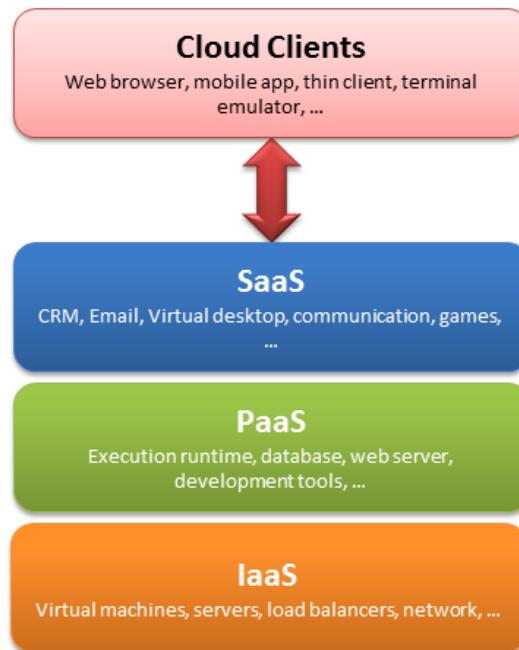 Cloud Clients
Web browser, mobile app, thin client, terminal
emulator, ...
SaaS
CRM, Email, Virtual desktop, communication, games,
...
PaaS
Execution runtime, database, web server,
development tools, ...
IaaS
Virtual machines, servers, load balancers, network, ...